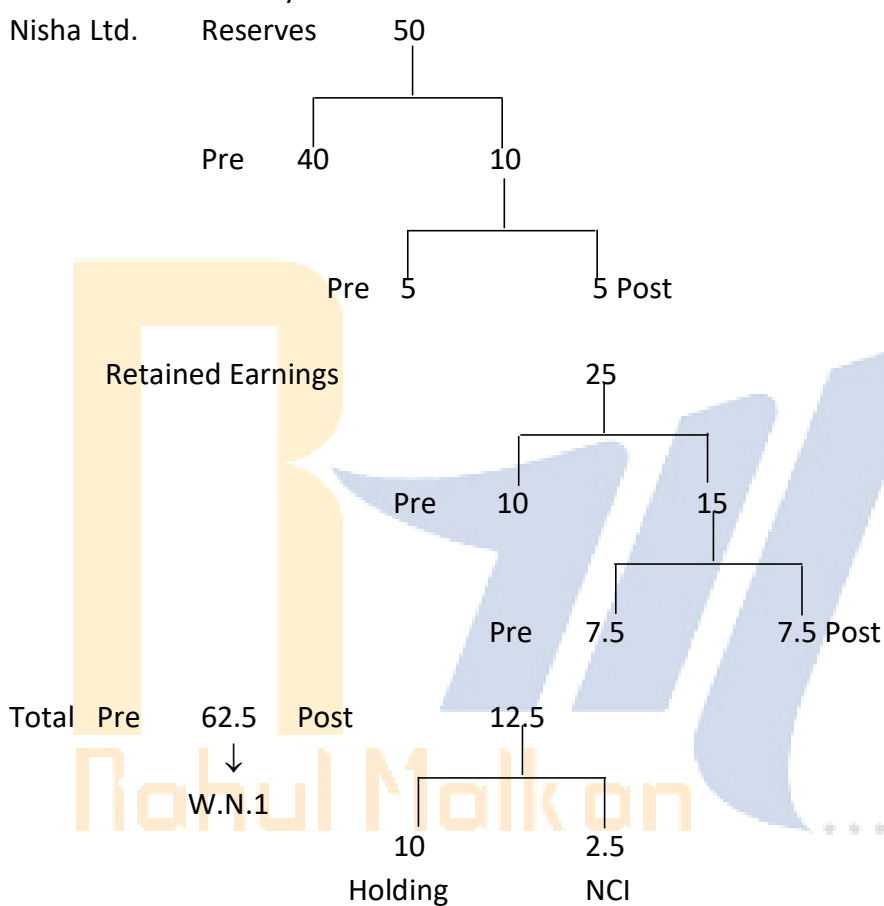 Nisha Ltd. Reserves 50
Pre 40 10
Pre 5 5 Post
Retained Earnings 25
Pre 10 15
Pre 7.5 7.5 Post
Total Pre 62.5 Post 12.5
↓
W.N.1
Rahul Malkan ....
10 2.5
Holding NCI